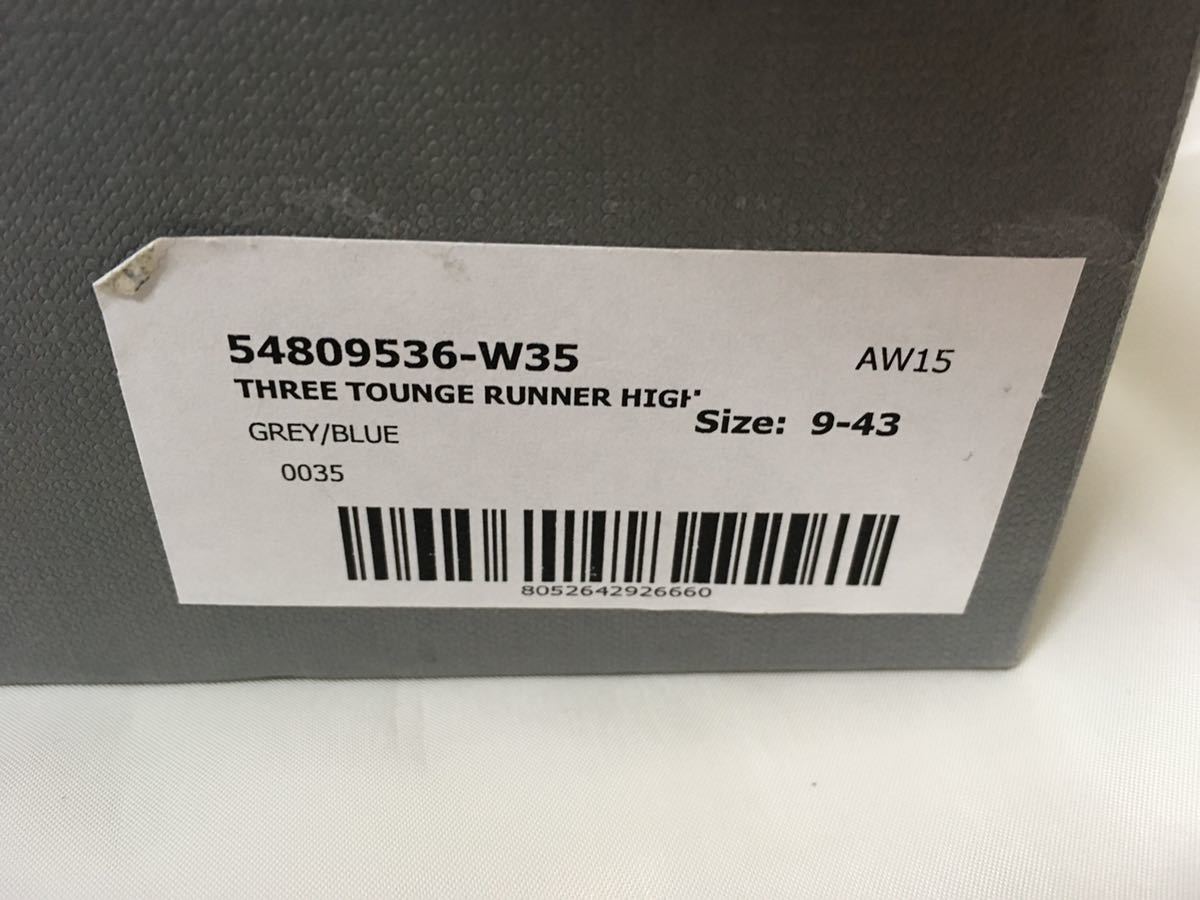 54809536-W35 AW15
THREE TOUNGE RUNNER HIGH
Size: 9-43
GREY/BLUE
0035
8052642926660